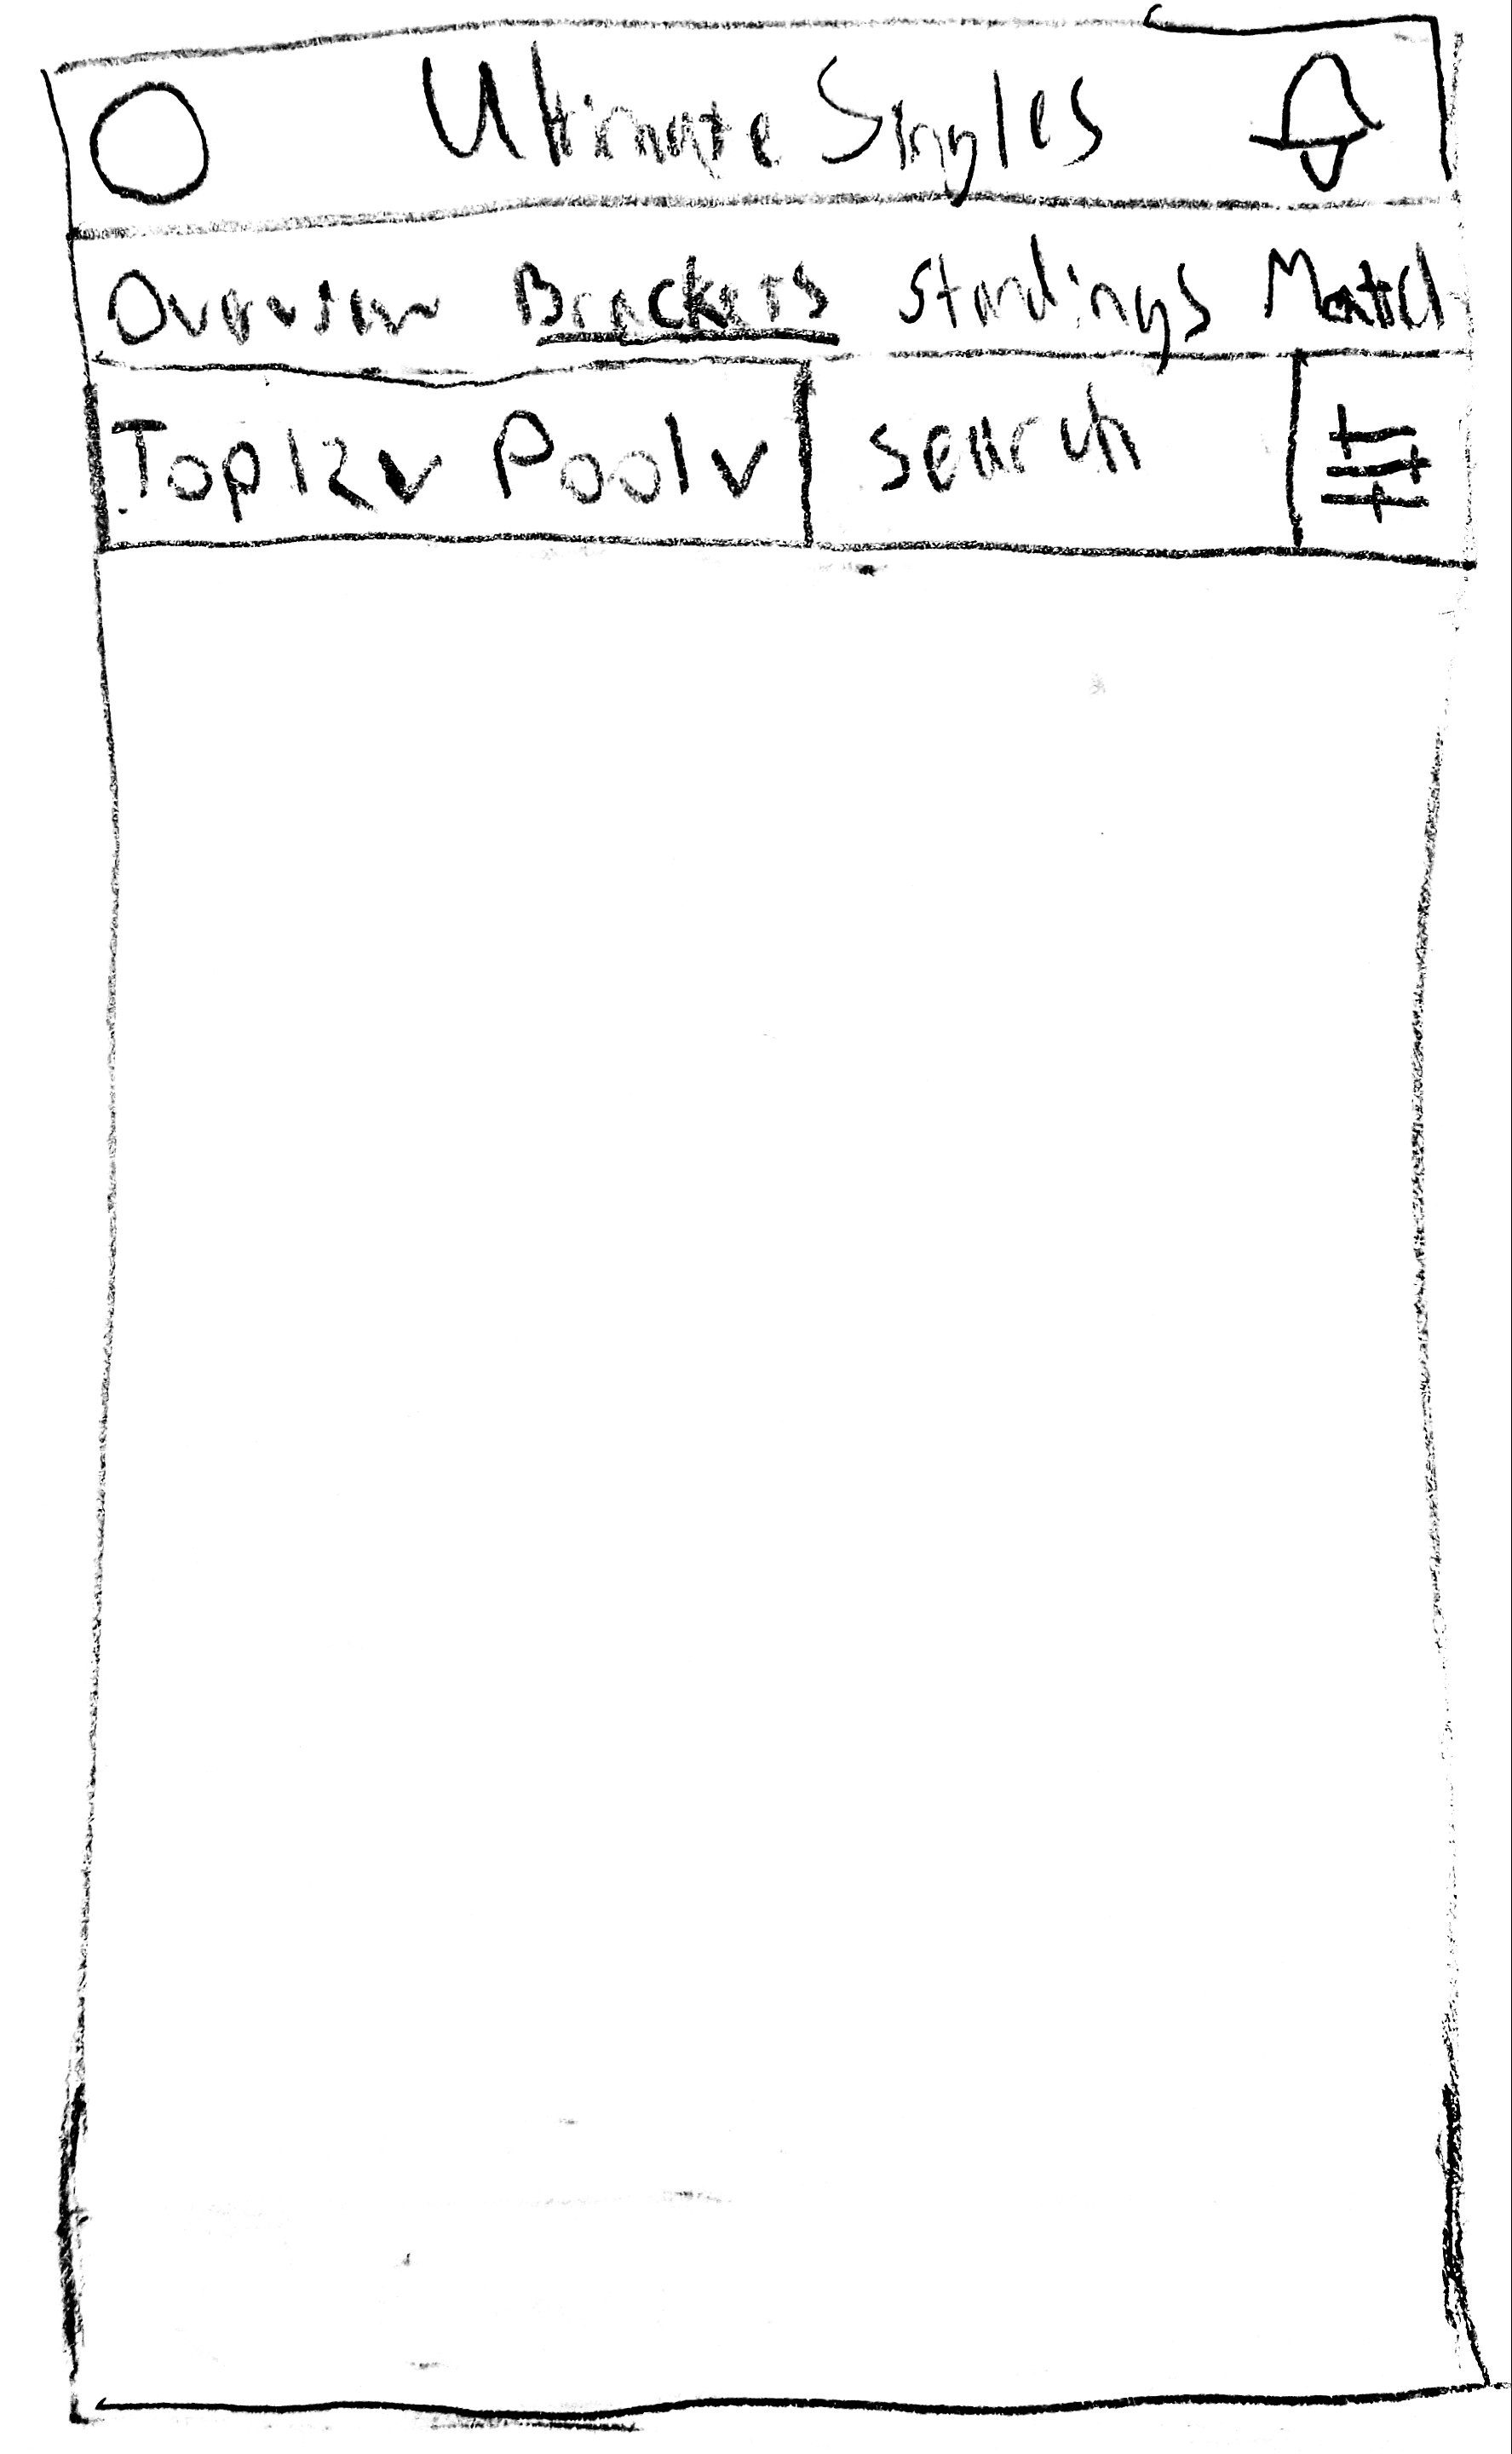 Ultimate Singles
Overview Brackets Standings Match
Top 12 v Pool v search